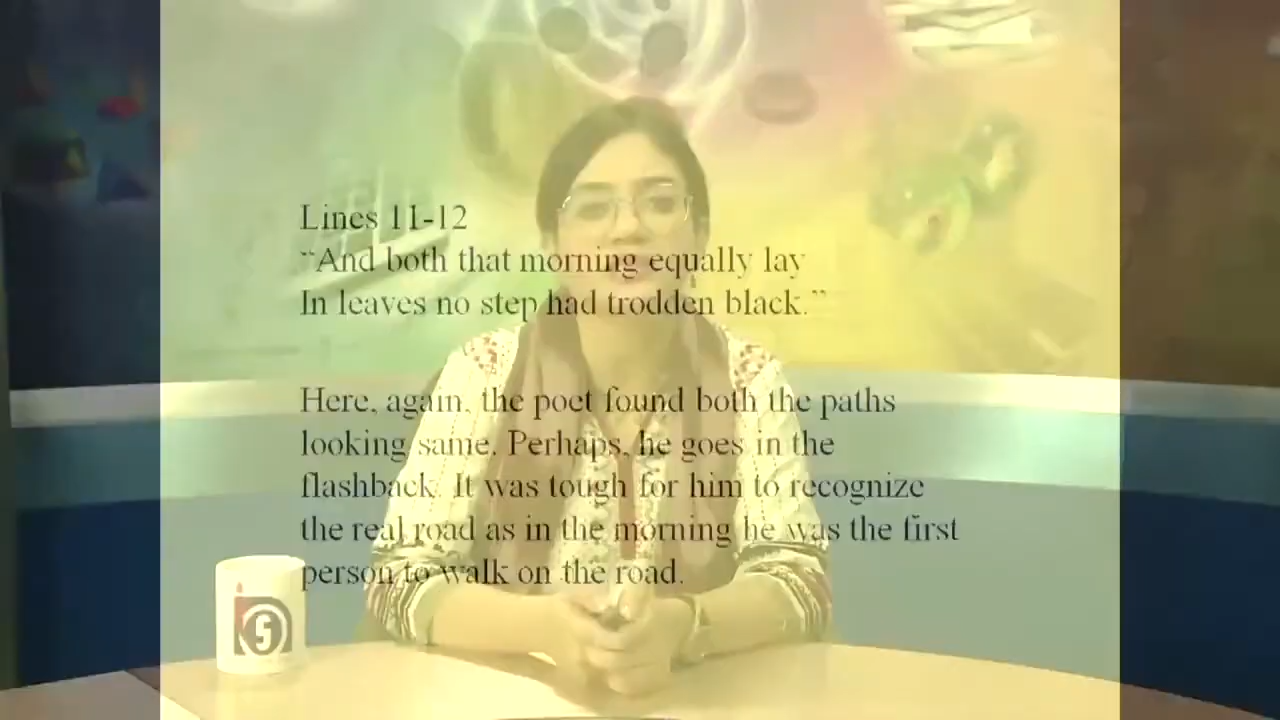 Lines 11-12
“And both that morning equally lay
In leaves no step had trodden black.”
Here, again, the poet found both the paths
looking same. Perhaps, he goes in the
flashback. It was tough for him to recognize
the real road as in the morning he was the first
person to walk on the road.
5